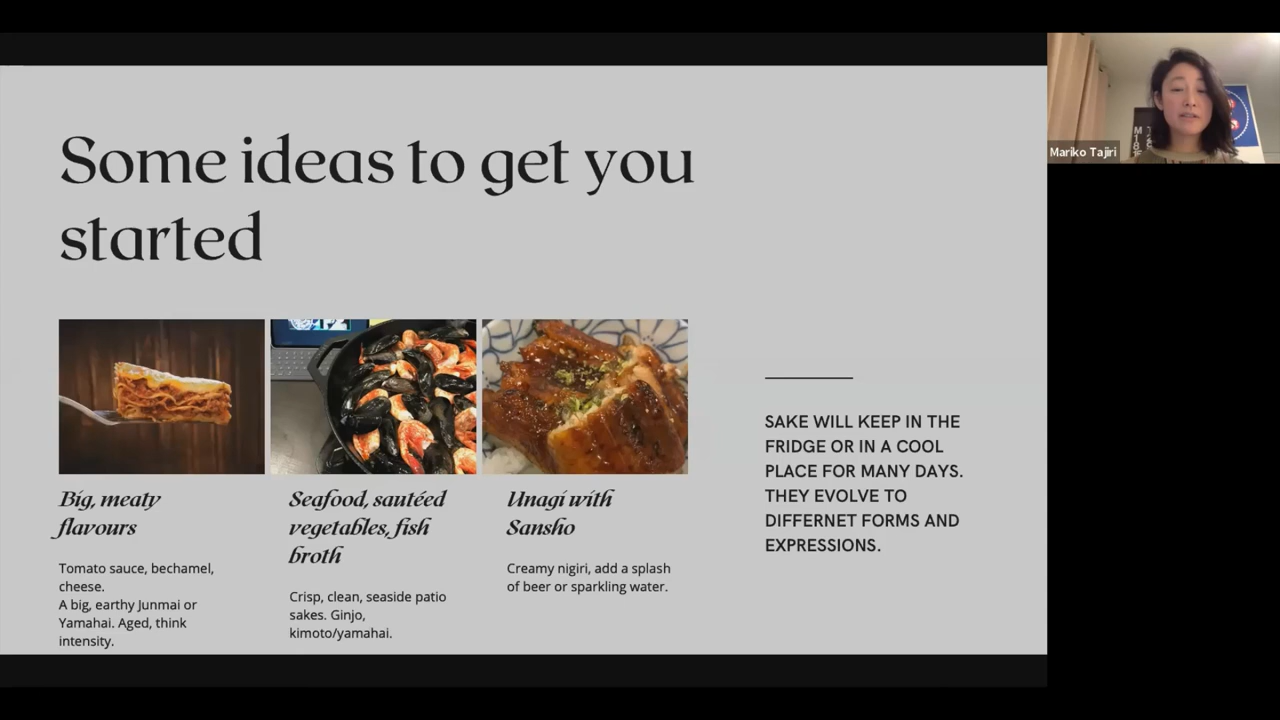 Some ideas to get you
started
Big, meaty
flavours
Tomato sauce, bechamel,
cheese.
A big, earthy Junmai or
Yamahai. Aged, think
intensity.
Seafood, sautéed
vegetables, fish
broth
Crisp, clean, seaside patio
sakes. Ginjo,
kimoto/yamahai.
Unagi with
Sansho
Creamy nigiri, add a splash
of beer or sparkling water.
SAKE WILL KEEP IN THE
FRIDGE OR IN A COOL
PLACE FOR MANY DAYS.
THEY EVOLVE TO
DIFFERNET FORMS AND
EXPRESSIONS.
Mariko Tajiri